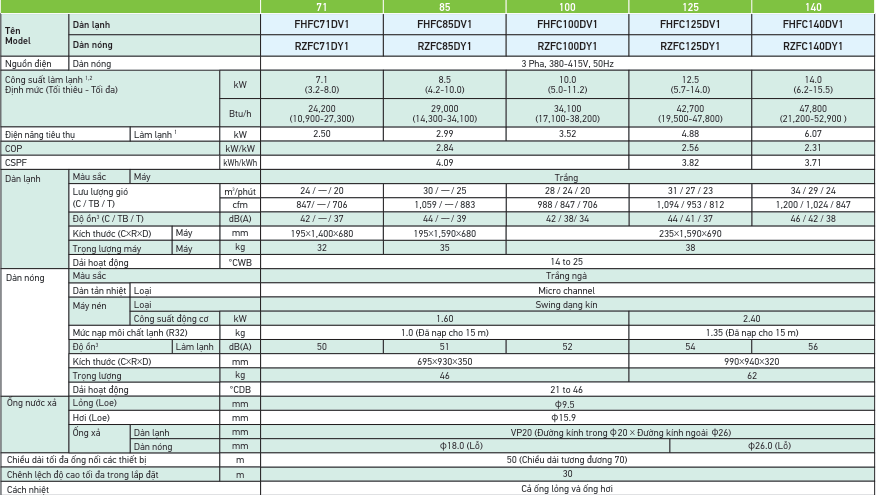 71 85 100 125 140
Tên Model Dàn lạnh FHFC71DV1 FHFC85DV1 FHFC100DV1 FHFC125DV1 FHFC140DV1
Dàn nóng RZFC71DY1 RZFC85DY1 RZFC100DY1 RZFC125DY1 RZFC140DY1
Nguồn điện Dàn nóng 3 Pha, 380-415V, 50Hz
Công suất làm lạnh ¹,² kW 7.1 8.5 10.0 12.5 14.0
Định mức (Tối thiểu - Tối đa) (3.2-8.0) (4.2-10.0) (5.0-11.2) (5.7-14.0) (6.2-15.5)
Btu/h 24,200 29,000 34,100 42,700 47,800
(10,900-27,300) (14,300-34,100) (17,100-38,200) (19,500-47,800) (21,200-52,900 )
Điện năng tiêu thụ Làm lạnh ¹ kW 2.50 2.99 3.52 4.88 6.07
COP kW/kW 2.84 2.56 2.31
CSPF kWh/kWh 4.09 3.82 3.71
Dàn lạnh Màu sắc Máy Trắng
Lưu lượng gió m³/phút 24 / — / 20 30 / — / 25 28 / 24 / 20 31 / 27 / 23 34 / 29 / 24
(C / TB / T) cfm 847/ — / 706 1,059 / — / 883 988 / 847 / 706 1,094 / 953 / 812 1,200 / 1,024 / 847
Độ ồn³ (C / TB / T) dB(A) 42 / — / 37 44 / — / 39 42 / 38/ 34 44 / 41 / 37 46 / 42 / 38
Kích thước (C×R×D) Máy mm 195×1,400×680 195×1,590×680 235×1,590×690
Trọng lượng máy Máy kg 32 35 38
Dải hoạt động °CWB 14 to 25
Dàn nóng Màu sắc Trắng ngà
Dàn tản nhiệt Loại Micro channel
Máy nén Loại Swing dạng kín
Công suất động cơ kW 1.60 2.40
Mức nạp môi chất lạnh (R32) kg 1.0 (Đã nạp cho 15 m) 1.35 (Đã nạp cho 15 m)
Độ ồn³ Làm lạnh dB(A) 50 51 52 54 56
Kích thước (C×R×D) mm 695×930×350 990×940×320
Trọng lượng kg 46 62
Dải hoạt động °CDB 21 to 46
Ống nước xả Lỏng (Loe) mm Φ9.5
Hơi (Loe) mm Φ15.9
Ống xả Dàn lạnh mm VP20 (Đường kính trong Φ20 × Đường kính ngoài Φ26)
Dàn nóng mm Φ18.0 (Lỗ) Φ26.0 (Lỗ)
Chiều dài tối đa ống nối các thiết bị m 50 (Chiều dài tương đương 70)
Chênh lệch độ cao tối đa trong lắp đặt m 30
Cách nhiệt Cả ống lỏng và ống hơi